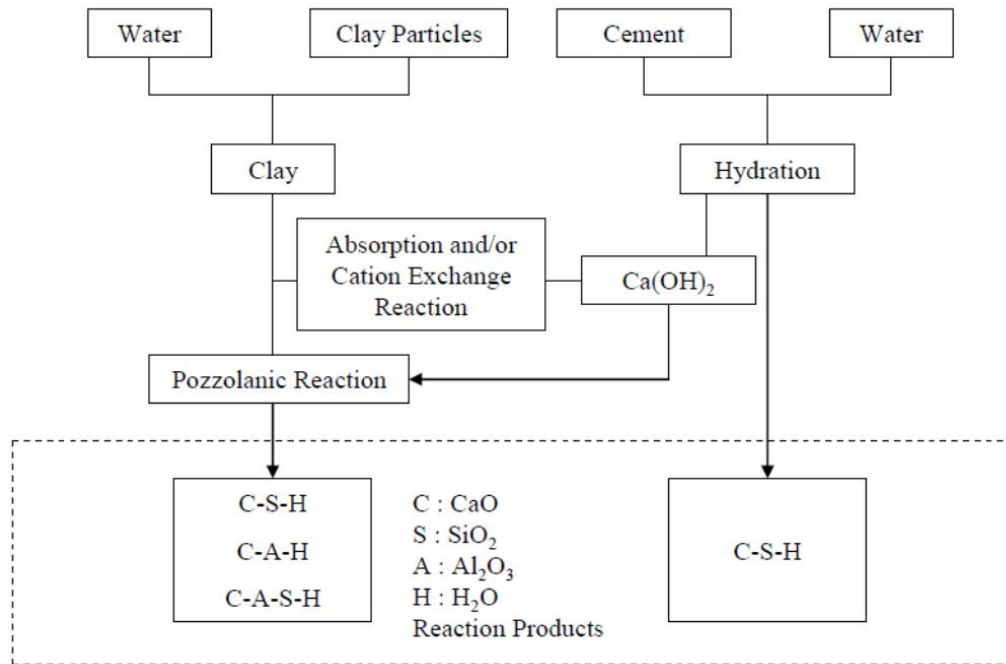 Water
Clay Particles
Cement
Water
Clay
Hydration
Absorption and/or
Cation Exchange
Reaction
Ca(OH)₂
Pozzolanic Reaction
C-S-H
C-A-H
C-A-S-H
C : CaO
S : SiO₂
A : Al₂O₃
H : H₂O
Reaction Products
C-S-H